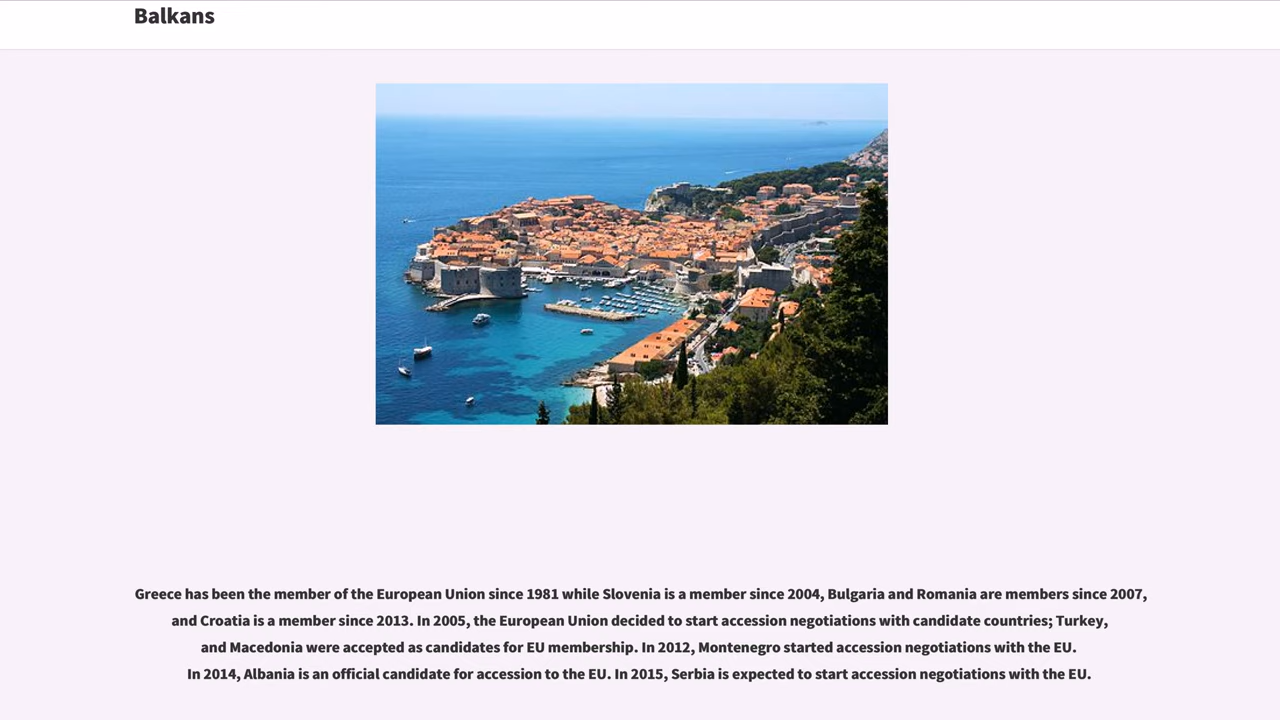 Balkans
Greece has been the member of the European Union since 1981 while Slovenia is a member since 2004, Bulgaria and Romania are members since 2007,
and Croatia is a member since 2013. In 2005, the European Union decided to start accession negotiations with candidate countries; Turkey,
and Macedonia were accepted as candidates for EU membership. In 2012, Montenegro started accession negotiations with the EU.
In 2014, Albania is an official candidate for accession to the EU. In 2015, Serbia is expected to start accession negotiations with the EU.